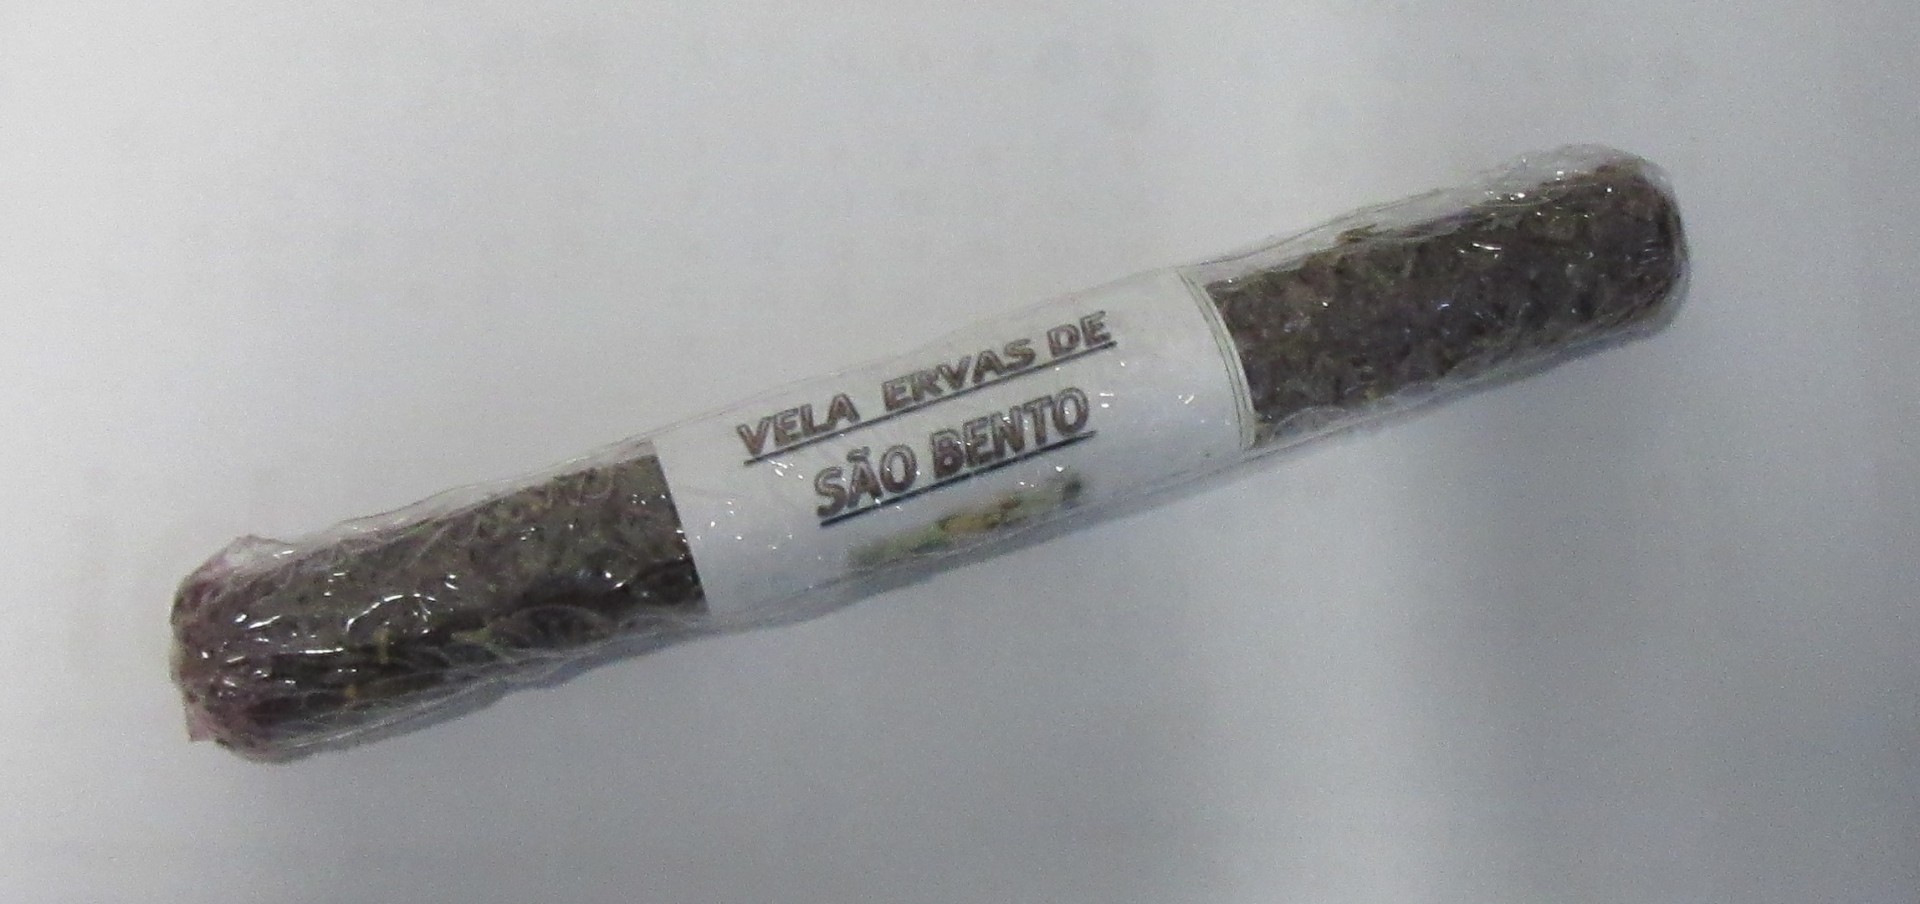 VELA ERVAS DE
SÃO BENTO